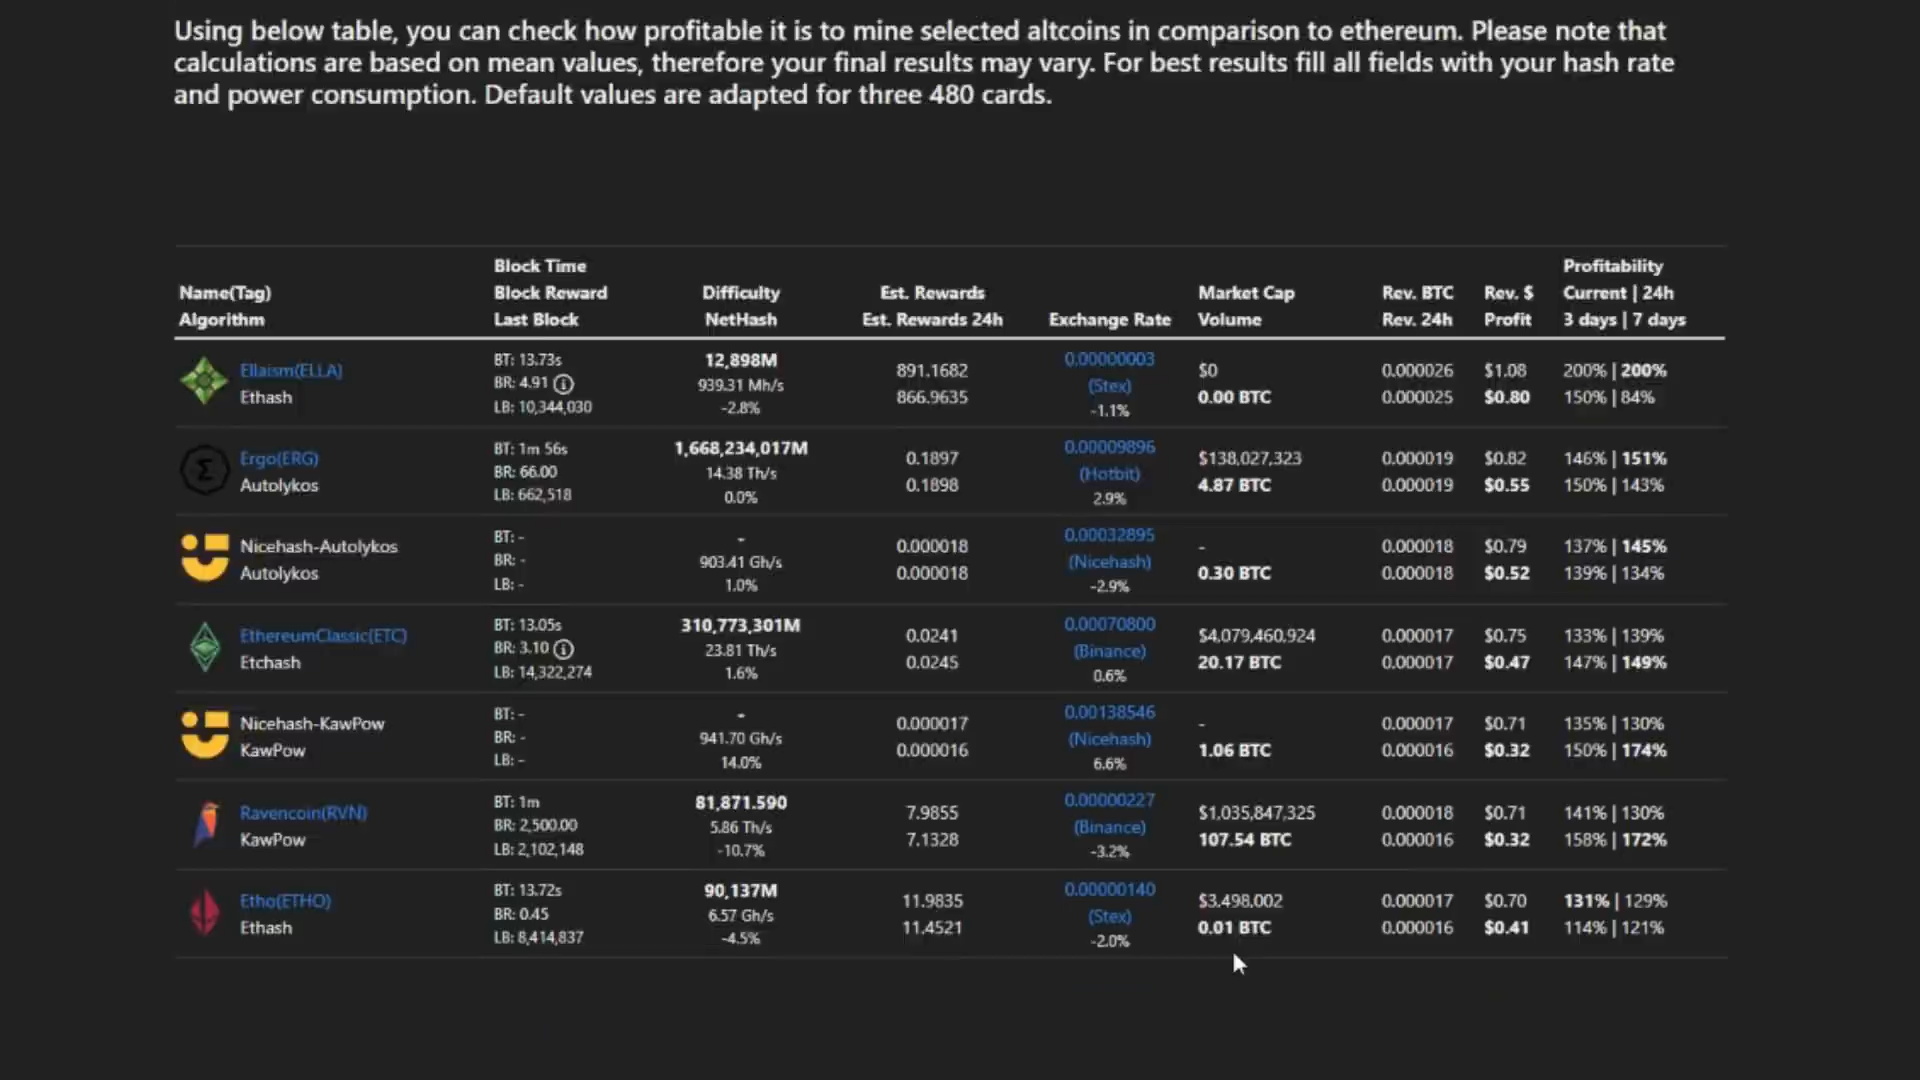 Using below table, you can check how profitable it is to mine selected altcoins in comparison to ethereum. Please note that
calculations are based on mean values, therefore your final results may vary. For best results fill all fields with your hash rate
and power consumption. Default values are adapted for three 480 cards.
Block Time Profitability
Name(Tag) Block Reward Difficulty Est. Rewards Market Cap Rev. BTC Rev. $ Current | 24h
Algorithm Last Block NetHash Est. Rewards 24h Exchange Rate Volume Rev. 24h Profit 3 days | 7 days
BT: 13.73s 12,898M 0.00000003
Ellaism(ELLA) 891.1682 $0 0.000026 $1.08 200% | 200%
BR: 4.91 939.31 Mh/s (Stex)
Ethash 866.9635 0.00 BTC 0.000025 $0.80 150% | 84%
LB: 10,344,030 -2.8% -1.1%
BT: 1m 56s 1,668,234,017M 0.00009896
Ergo(ERG) 0.1897 $138,027,323 0.000019 $0.82 146% | 151%
BR: 66.00 14.38 Th/s (Hotbit)
Autolykos 0.1898 4.87 BTC 0.000019 $0.55 150% | 143%
LB: 662,518 0.0% 2.9%
BT: - - 0.00032895
Nicehash-Autolykos 0.000018 - 0.000018 $0.79 137% | 145%
BR: - 903.41 Gh/s (Nicehash)
Autolykos 0.000018 0.30 BTC 0.000018 $0.52 139% | 134%
LB: - 1.0% -2.9%
BT: 13.05s 310,773,301M 0.00070800
EthereumClassic(ETC) 0.0241 $4,079,460,924 0.000017 $0.75 133% | 139%
BR: 3.10 23.81 Th/s (Binance)
Etchash 0.0245 20.17 BTC 0.000017 $0.47 147% | 149%
LB: 14,322,274 1.6% 0.6%
BT: - - 0.00138546
Nicehash-KawPow 0.000017 - 0.000017 $0.71 135% | 130%
BR: - 941.70 Gh/s (Nicehash)
KawPow 0.000016 1.06 BTC 0.000016 $0.32 150% | 174%
LB: - 14.0% 6.6%
BT: 1m 81,871.590 0.00000227
Ravencoin(RVN) 7.9855 $1,035,847,325 0.000018 $0.71 141% | 130%
BR: 2,500.00 5.86 Th/s (Binance)
KawPow 7.1328 107.54 BTC 0.000016 $0.32 158% | 172%
LB: 2,102,148 -10.7% -3.2%
BT: 13.72s 90,137M 0.00000140
Etho(ETHO) 11.9835 $3,498,002 0.000017 $0.70 131% | 129%
BR: 0.45 6.57 Gh/s (Stex)
Ethash 11.4521 0.01 BTC 0.000016 $0.41 114% | 121%
LB: 8,414,837 -4.5% -2.0%